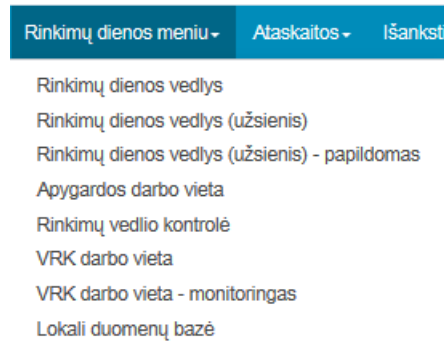 Rinkimų dienos meniu Ataskaitos
Rinkimų dienos vedlys
Rinkimų dienos vedlys (užsienis)
Rinkimų dienos vedlys (užsienis) - papildomas
Apygardos darbo vieta
Rinkimų vedlio kontrolė
VRK darbo vieta
VRK darbo vieta - monitoringas
Lokali duomenų bazė